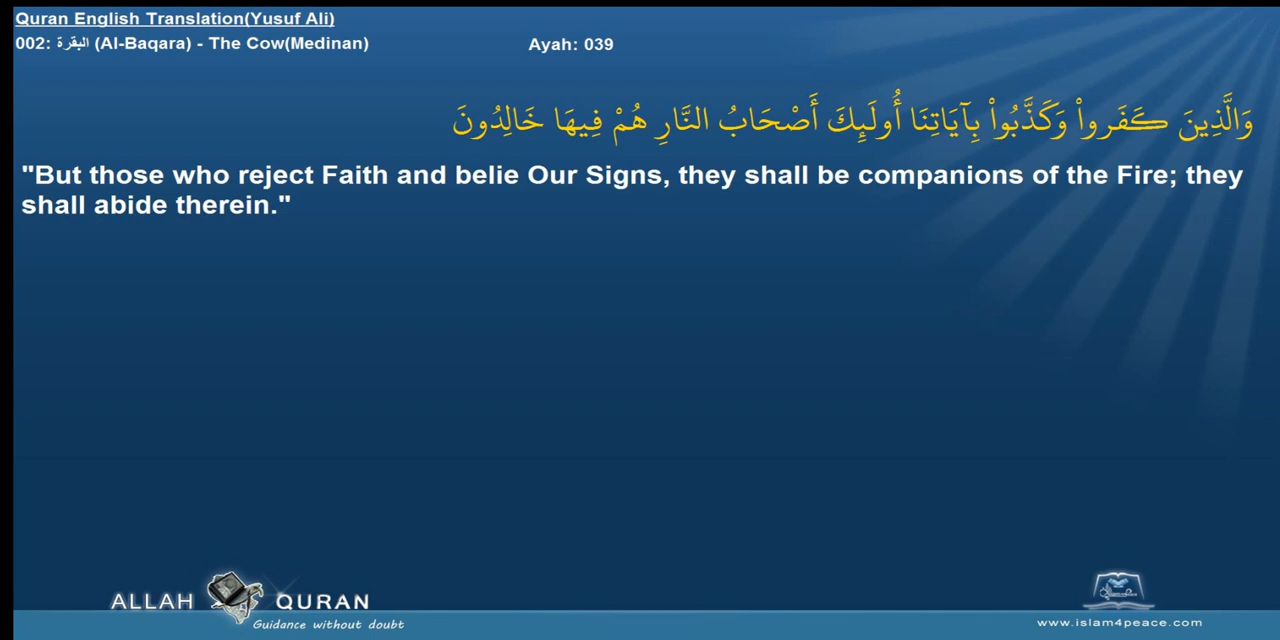 Quran English Translation(Yusuf Ali)
002: البقرة (Al-Baqara) - The Cow(Medinan) Ayah: 039
وَالَّذِينَ كَفَرواْ وَكَذَّبُواْ بِآيَاتِنَا أُولَئِكَ أَصْحَابُ النَّارِ هُمْ فِيهَا خَالِدُونَ
"But those who reject Faith and belie Our Signs, they shall be companions of the Fire; they
shall abide therein."
ALLAH QURAN
Guidance without doubt
www.islam4peace.com